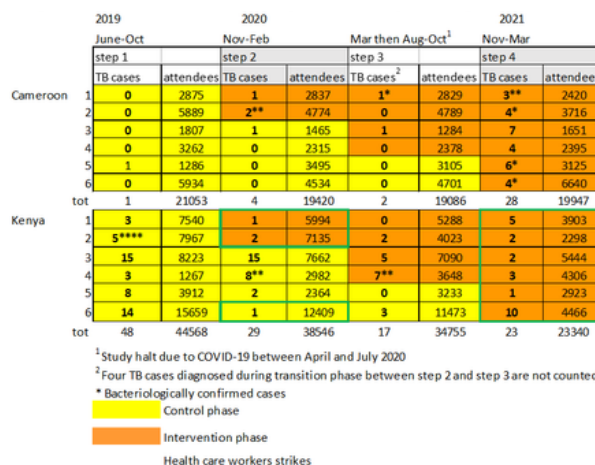 2019 2020 2021
June-Oct Nov-Feb Mar then Aug-Oct¹ Nov-Mar
step 1 step 2 step 3 step 4
TB cases attendees TB cases attendees TB cases² attendees TB cases attendees
Cameroon 1 0 2875 1 2837 1* 2829 3** 2420
2 0 5889 2** 4774 0 4789 4* 3716
3 0 1807 1 1465 1 1284 7 1651
4 0 3262 0 2315 0 2378 4 2395
5 1 1286 0 3495 0 3105 6* 3125
6 0 5934 0 4534 0 4701 4* 6640
tot 1 21053 4 19420 2 19086 28 19947
Kenya 1 3 7540 1 5994 0 5288 5 3903
2 5**** 7967 2 7135 2 4023 2 2298
3 15 8223 15 7662 5 7090 2 5444
4 3 1267 8** 2982 7** 3648 3 4306
5 8 3912 2 2364 0 3233 1 2923
6 14 15659 1 12409 3 11473 10 4466
tot 48 44568 29 38546 17 34755 23 23340
¹ Study halt due to COVID-19 between April and July 2020
² Four TB cases diagnosed during transition phase between step 2 and step 3 are not counted
* Bacteriologically confirmed cases
Control phase
Intervention phase
Health care workers strikes